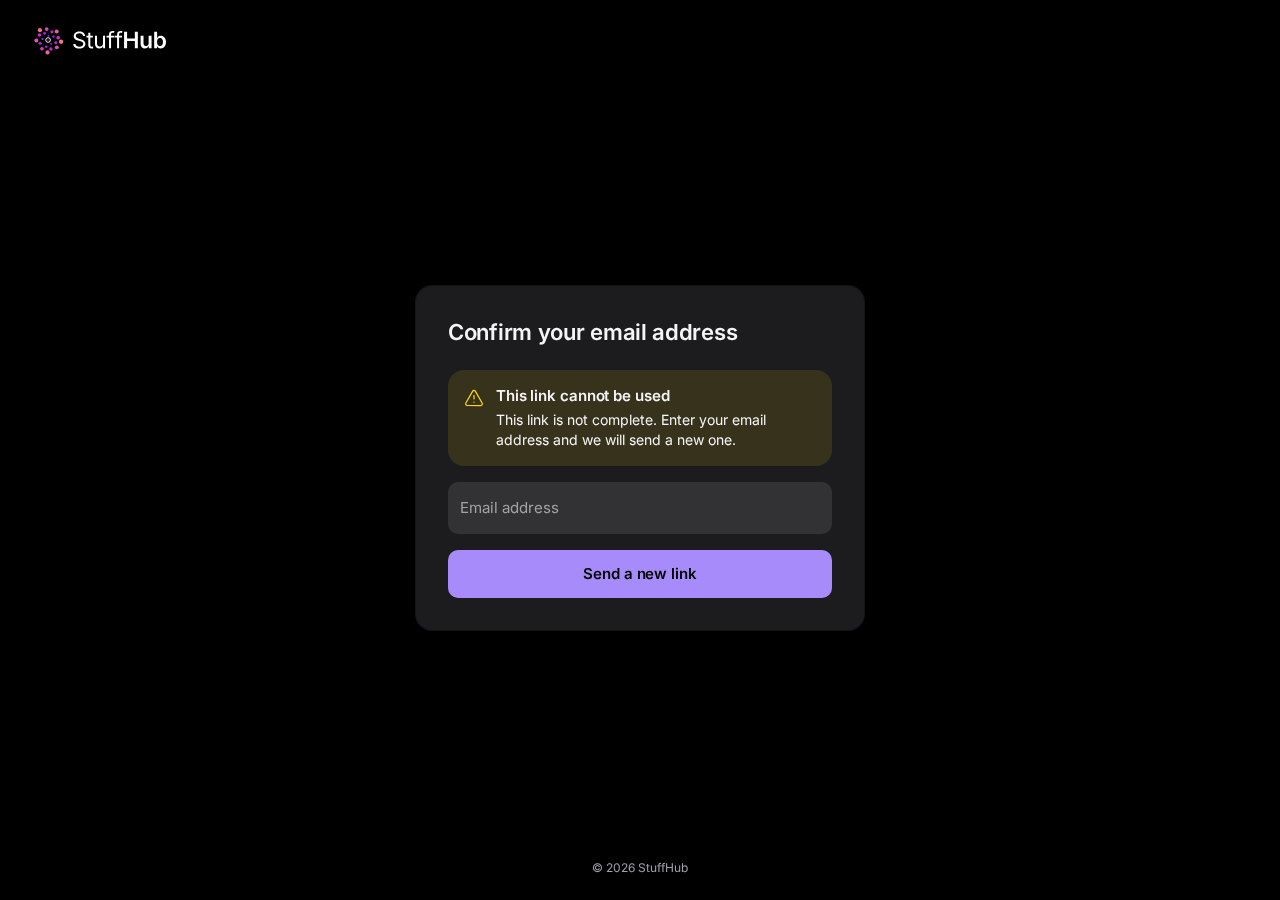 StuffHub
Confirm your email address
This link cannot be used
This link is not complete. Enter your email
address and we will send a new one.
Email address
Send a new link
© 2026 StuffHub